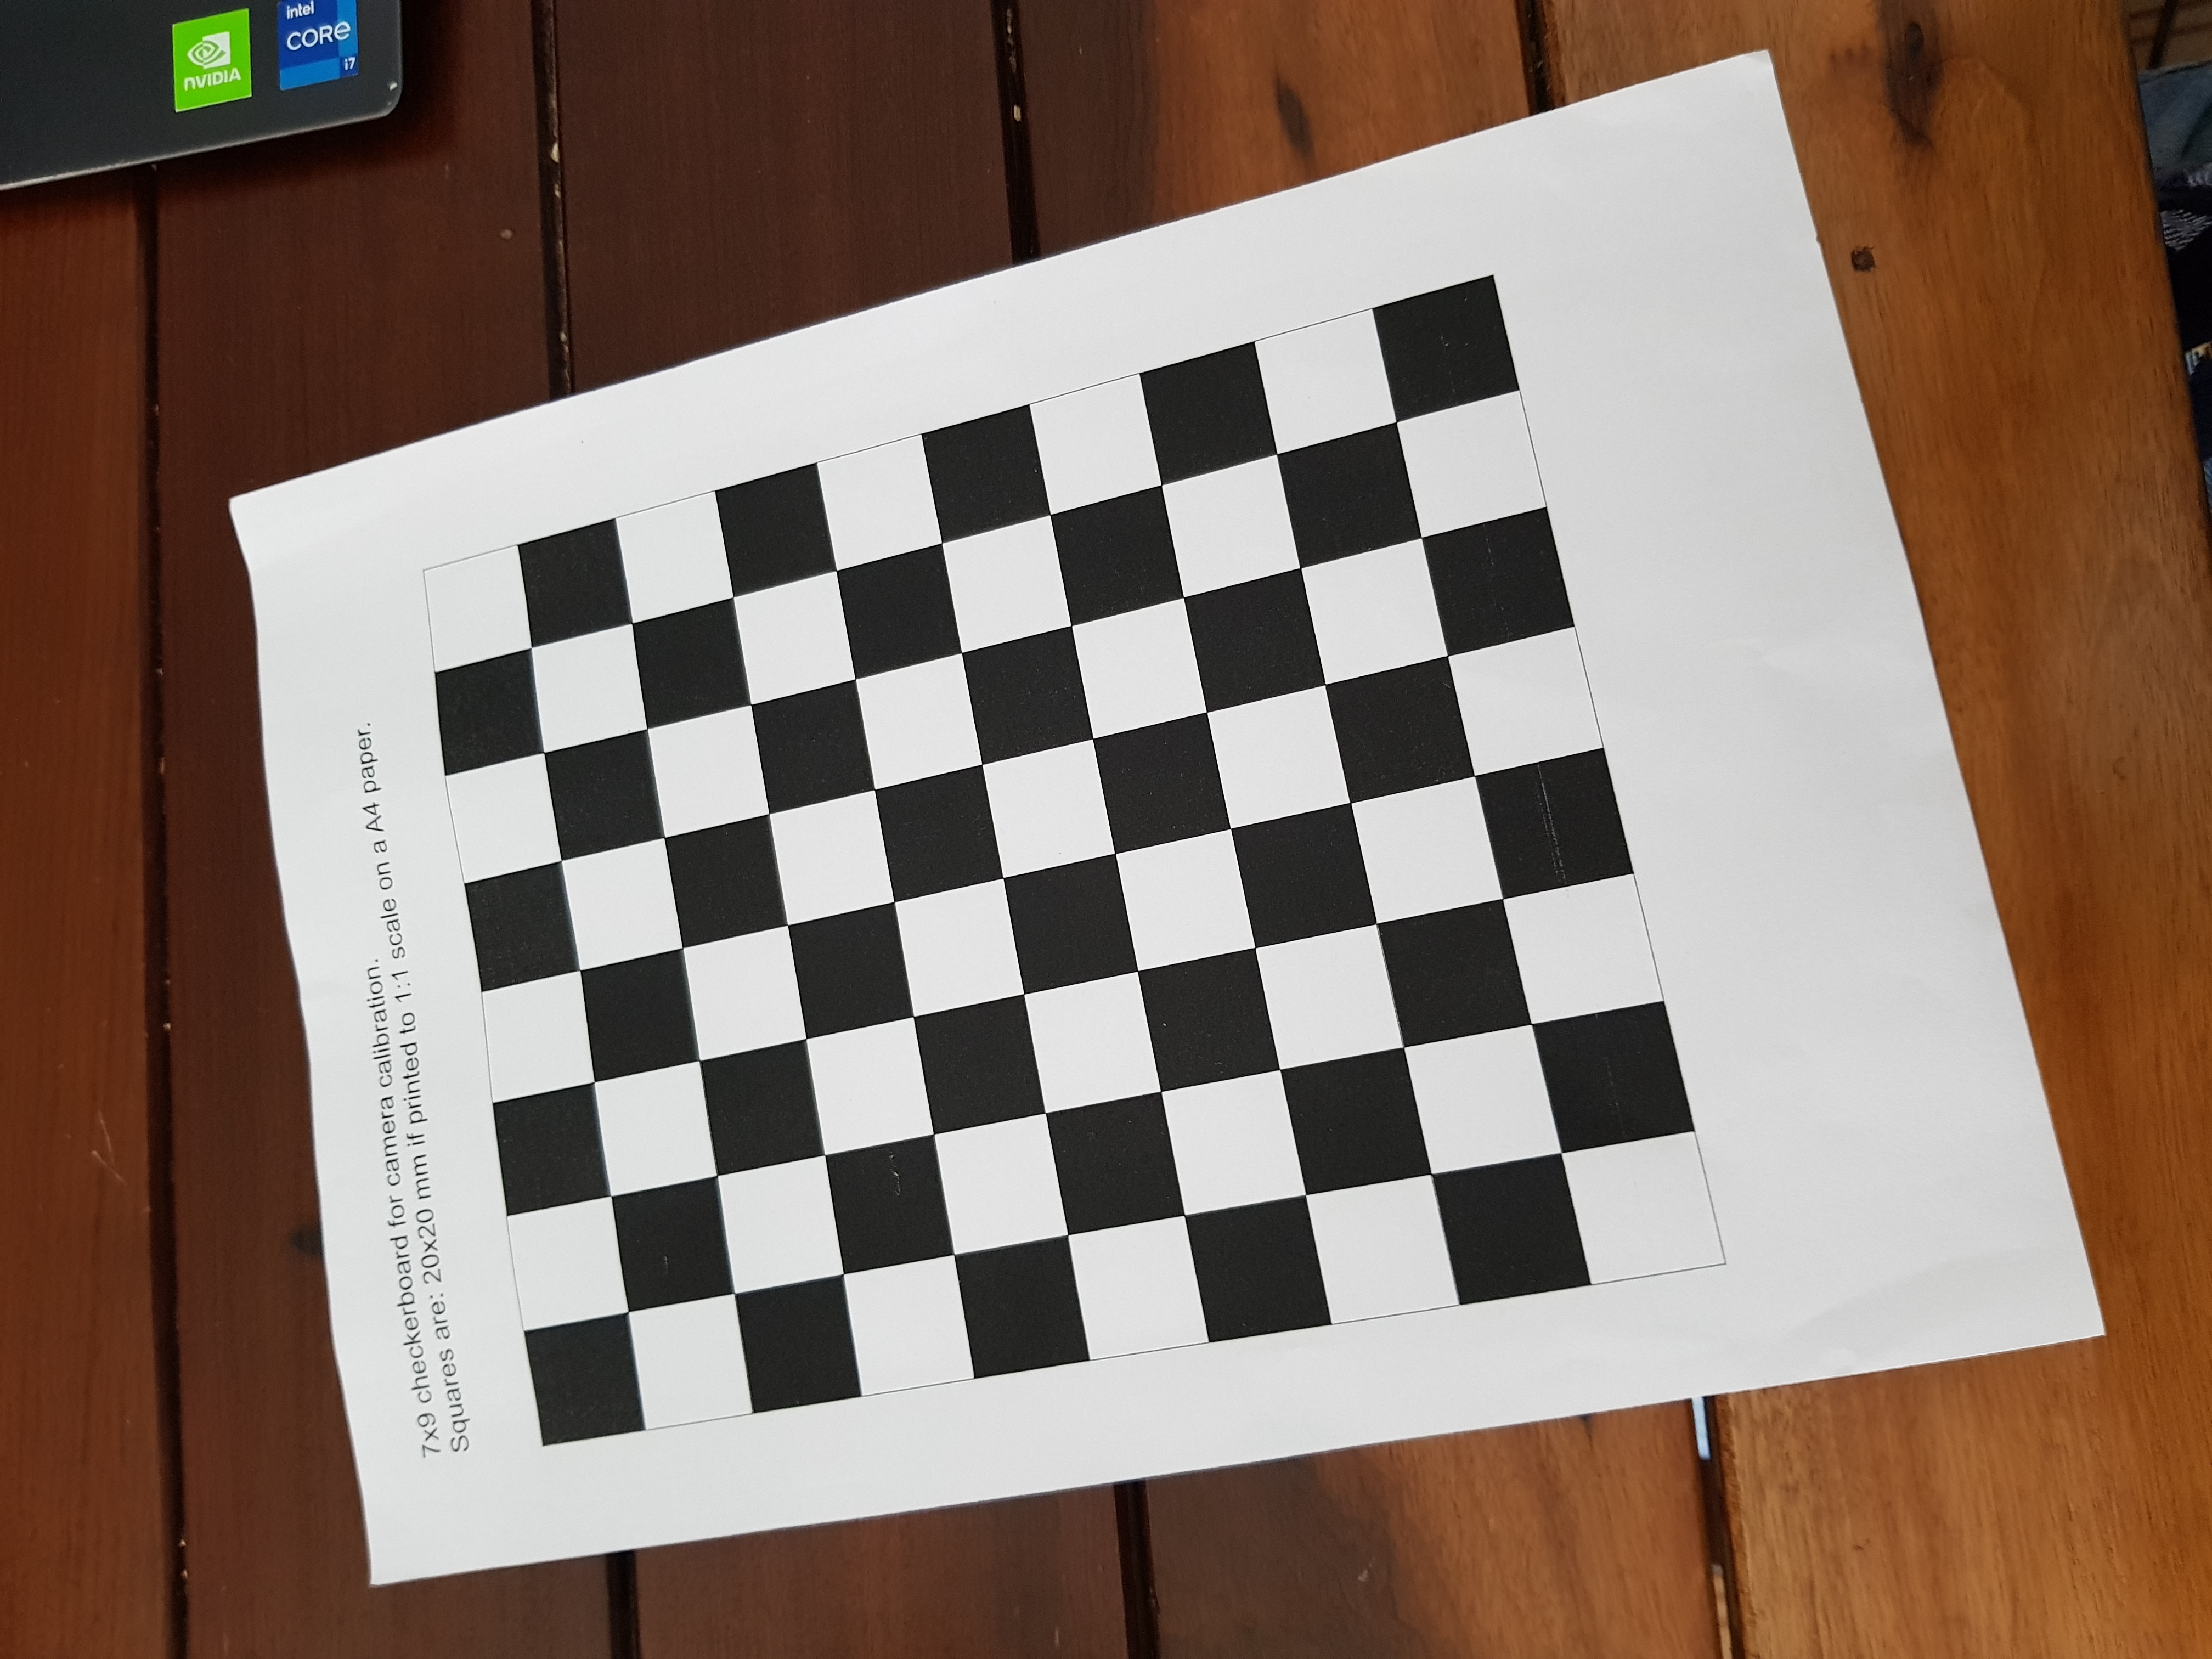 7x9 checkerboard for camera calibration.
Squares are: 20x20 mm if printed to 1:1 scale on a A4 paper.
nVIDIA
intel
CORe
i7